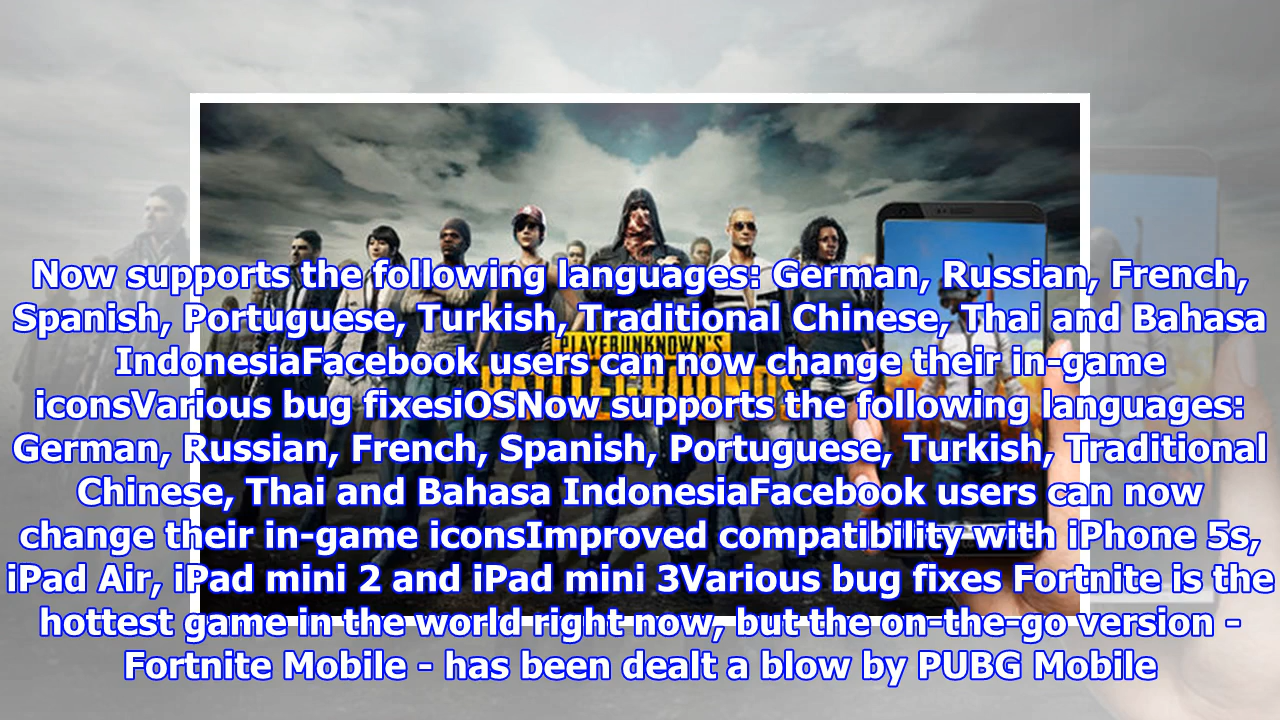 Now supports the following languages: German, Russian, French,
Spanish, Portuguese, Turkish, Traditional Chinese, Thai and Bahasa
IndonesiaFacebook users can now change their in-game
iconsVarious bug fixesiOSNow supports the following languages:
German, Russian, French, Spanish, Portuguese, Turkish, Traditional
Chinese, Thai and Bahasa IndonesiaFacebook users can now
change their in-game iconsImproved compatibility with iPhone 5s,
iPad Air, iPad mini 2 and iPad mini 3Various bug fixes Fortnite is the
hottest game in the world right now, but the on-the-go version -
Fortnite Mobile - has been dealt a blow by PUBG Mobile
PLAYERUNKNOWN'S